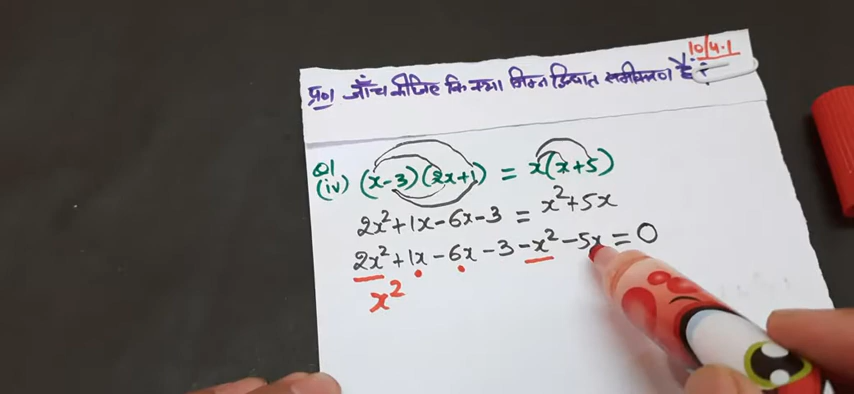 10/4.1
प्र०१ जाँच कीजिए कि क्या निम्न द्विघात समीकरण हैं :
Q1
(iv) (x-3)(2x+1) = x(x+5)
2x²+1x-6x-3 = x²+5x
2x²+1x-6x-3-x²-5x=0
x²